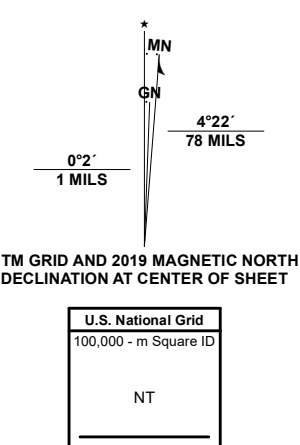 ★
MN
GN
4°22´
78 MILS
0°2´
1 MILS
TM GRID AND 2019 MAGNETIC NORTH
DECLINATION AT CENTER OF SHEET
U.S. National Grid
100,000 - m Square ID
NT